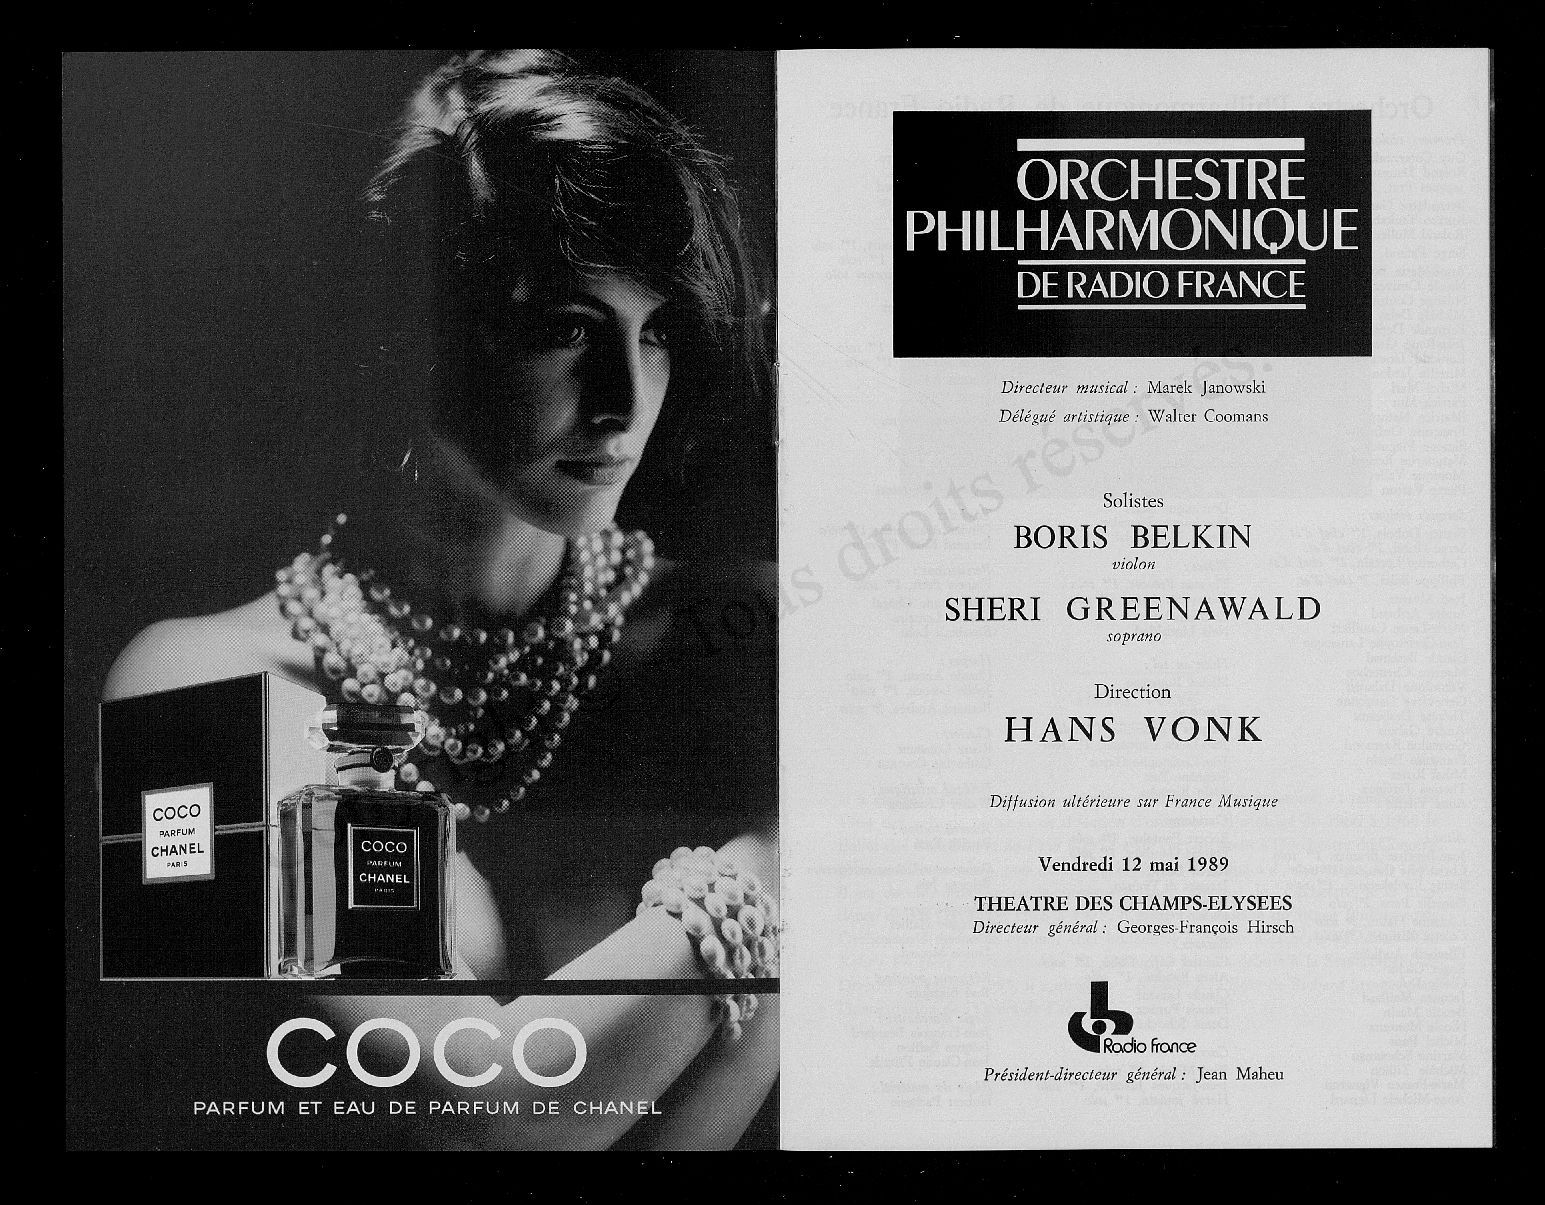 COCO
PARFUM
CHANEL
PARIS
COCO
PARFUM
CHANEL
PARIS
COCO
PARFUM ET EAU DE PARFUM DE CHANEL
ORCHESTRE
PHILHARMONIQUE
DE RADIO FRANCE
Directeur musical : Marek Janowski
Délégué artistique : Walter Coomans
Solistes
BORIS BELKIN
violon
SHERI GREENAWALD
soprano
Direction
HANS VONK
Diffusion ultérieure sur France Musique
Vendredi 12 mai 1989
THEATRE DES CHAMPS-ELYSEES
Directeur général : Georges-François Hirsch
Radio France
Président-directeur général : Jean Maheu
Tous droits réservés.